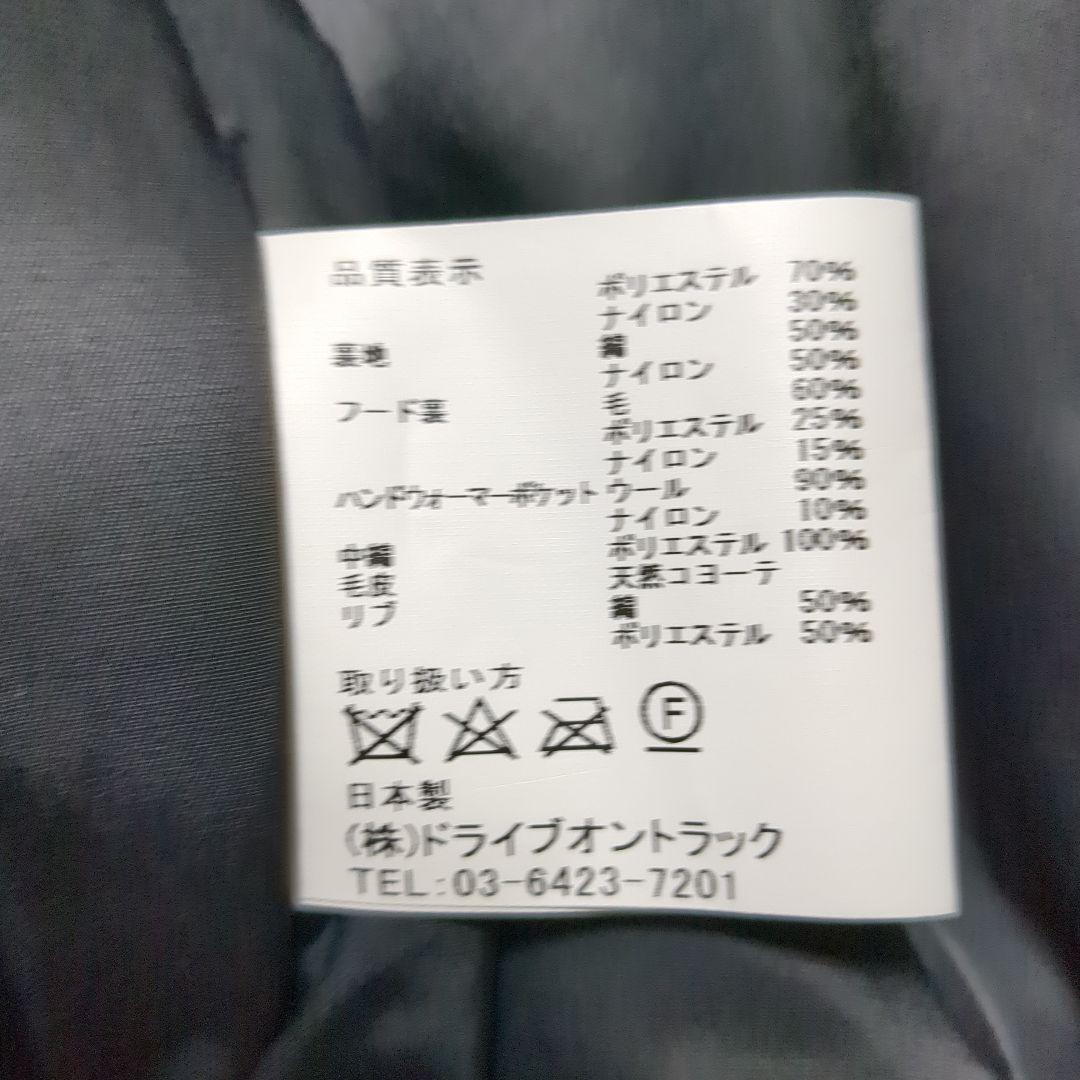 品質表示 ポリエステル 70%
ナイロン 30%
裏地 綿 50%
ナイロン 50%
フード裏 毛 60%
ポリエステル 25%
ナイロン 15%
ハンドウォーマーポケット ウール 90%
ナイロン 10%
中綿 ポリエステル 100%
毛皮 天然コヨーテ
リブ 綿 50%
ポリエステル 50%
取り扱い方
F
日本製
(株)ドライブオントラック
TEL:03-6423-7201